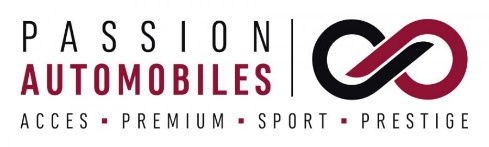 PASSION
AUTOMOBILES
ACCES ▪ PREMIUM ▪ SPORT ▪ PRESTIGE